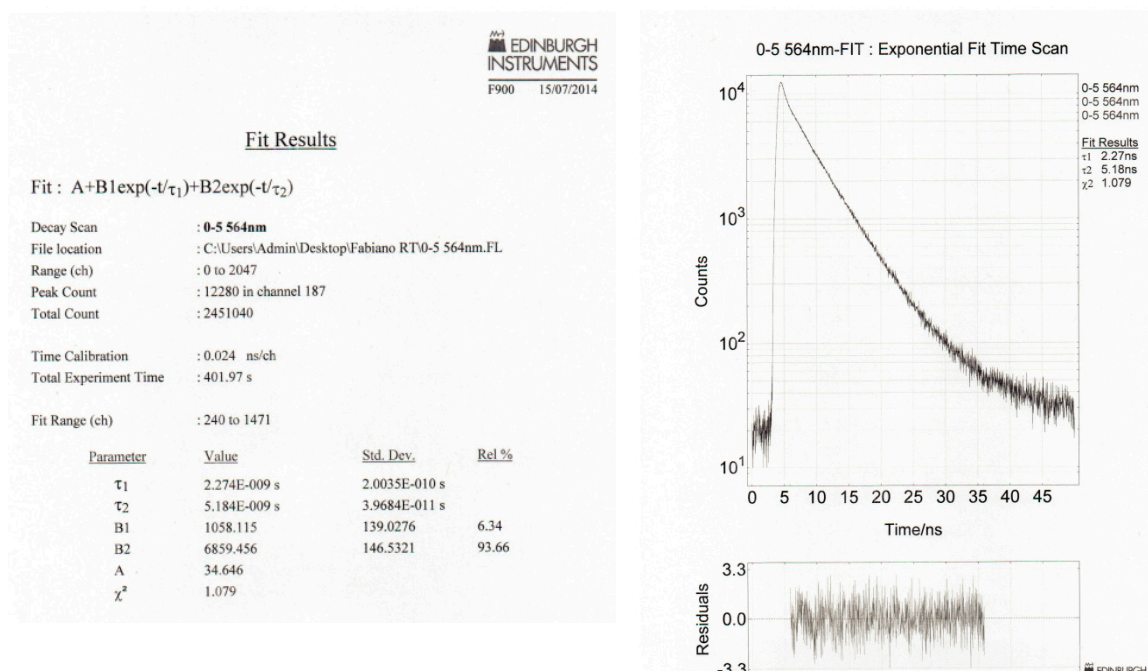 EDINBURGH
INSTRUMENTS
F900 15/07/2014
Fit Results
Fit : A+B1exp(-t/τ1)+B2exp(-t/τ2)
Decay Scan : 0-5 564nm
File location : C:\Users\Admin\Desktop\Fabiano RT\0-5 564nm.FL
Range (ch) : 0 to 2047
Peak Count : 12280 in channel 187
Total Count : 2451040
Time Calibration : 0.024 ns/ch
Total Experiment Time : 401.97 s
Fit Range (ch) : 240 to 1471
Parameter Value Std. Dev. Rel %
τ1 2.274E-009 s 2.0035E-010 s
τ2 5.184E-009 s 3.9684E-011 s
B1 1058.115 139.0276 6.34
B2 6859.456 146.5321 93.66
A 34.646
χ² 1.079
0-5 564nm-FIT : Exponential Fit Time Scan
10⁴
10³
10²
10¹
Counts
0 5 10 15 20 25 30 35 40 45
Time/ns
0-5 564nm
0-5 564nm
0-5 564nm
Fit Results
τ1 2.27ns
τ2 5.18ns
χ2 1.079
3.3
0.0
-3.3
Residuals
EDINBURGH